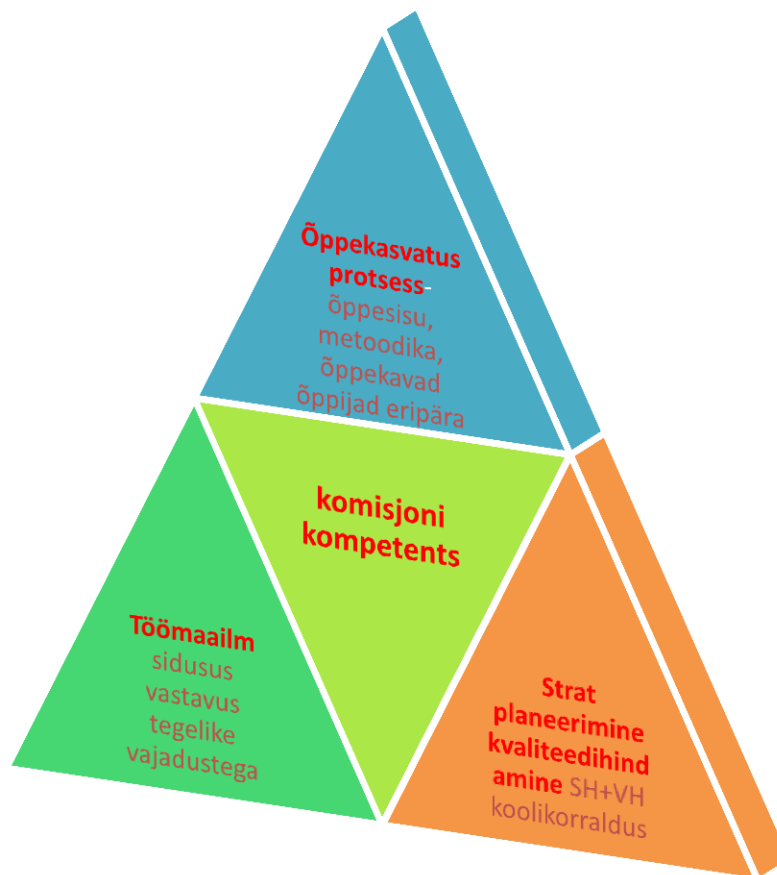 Õppekasvatus
protsess-
õppesisu,
metoodika,
õppekavad
õppijad eripära
komisjoni
kompetents
Töömaailm
sidusus
vastavus
tegelike
vajadustega
Strat
planeerimine
kvaliteedihind
amine SH+VH
koolikorraldus